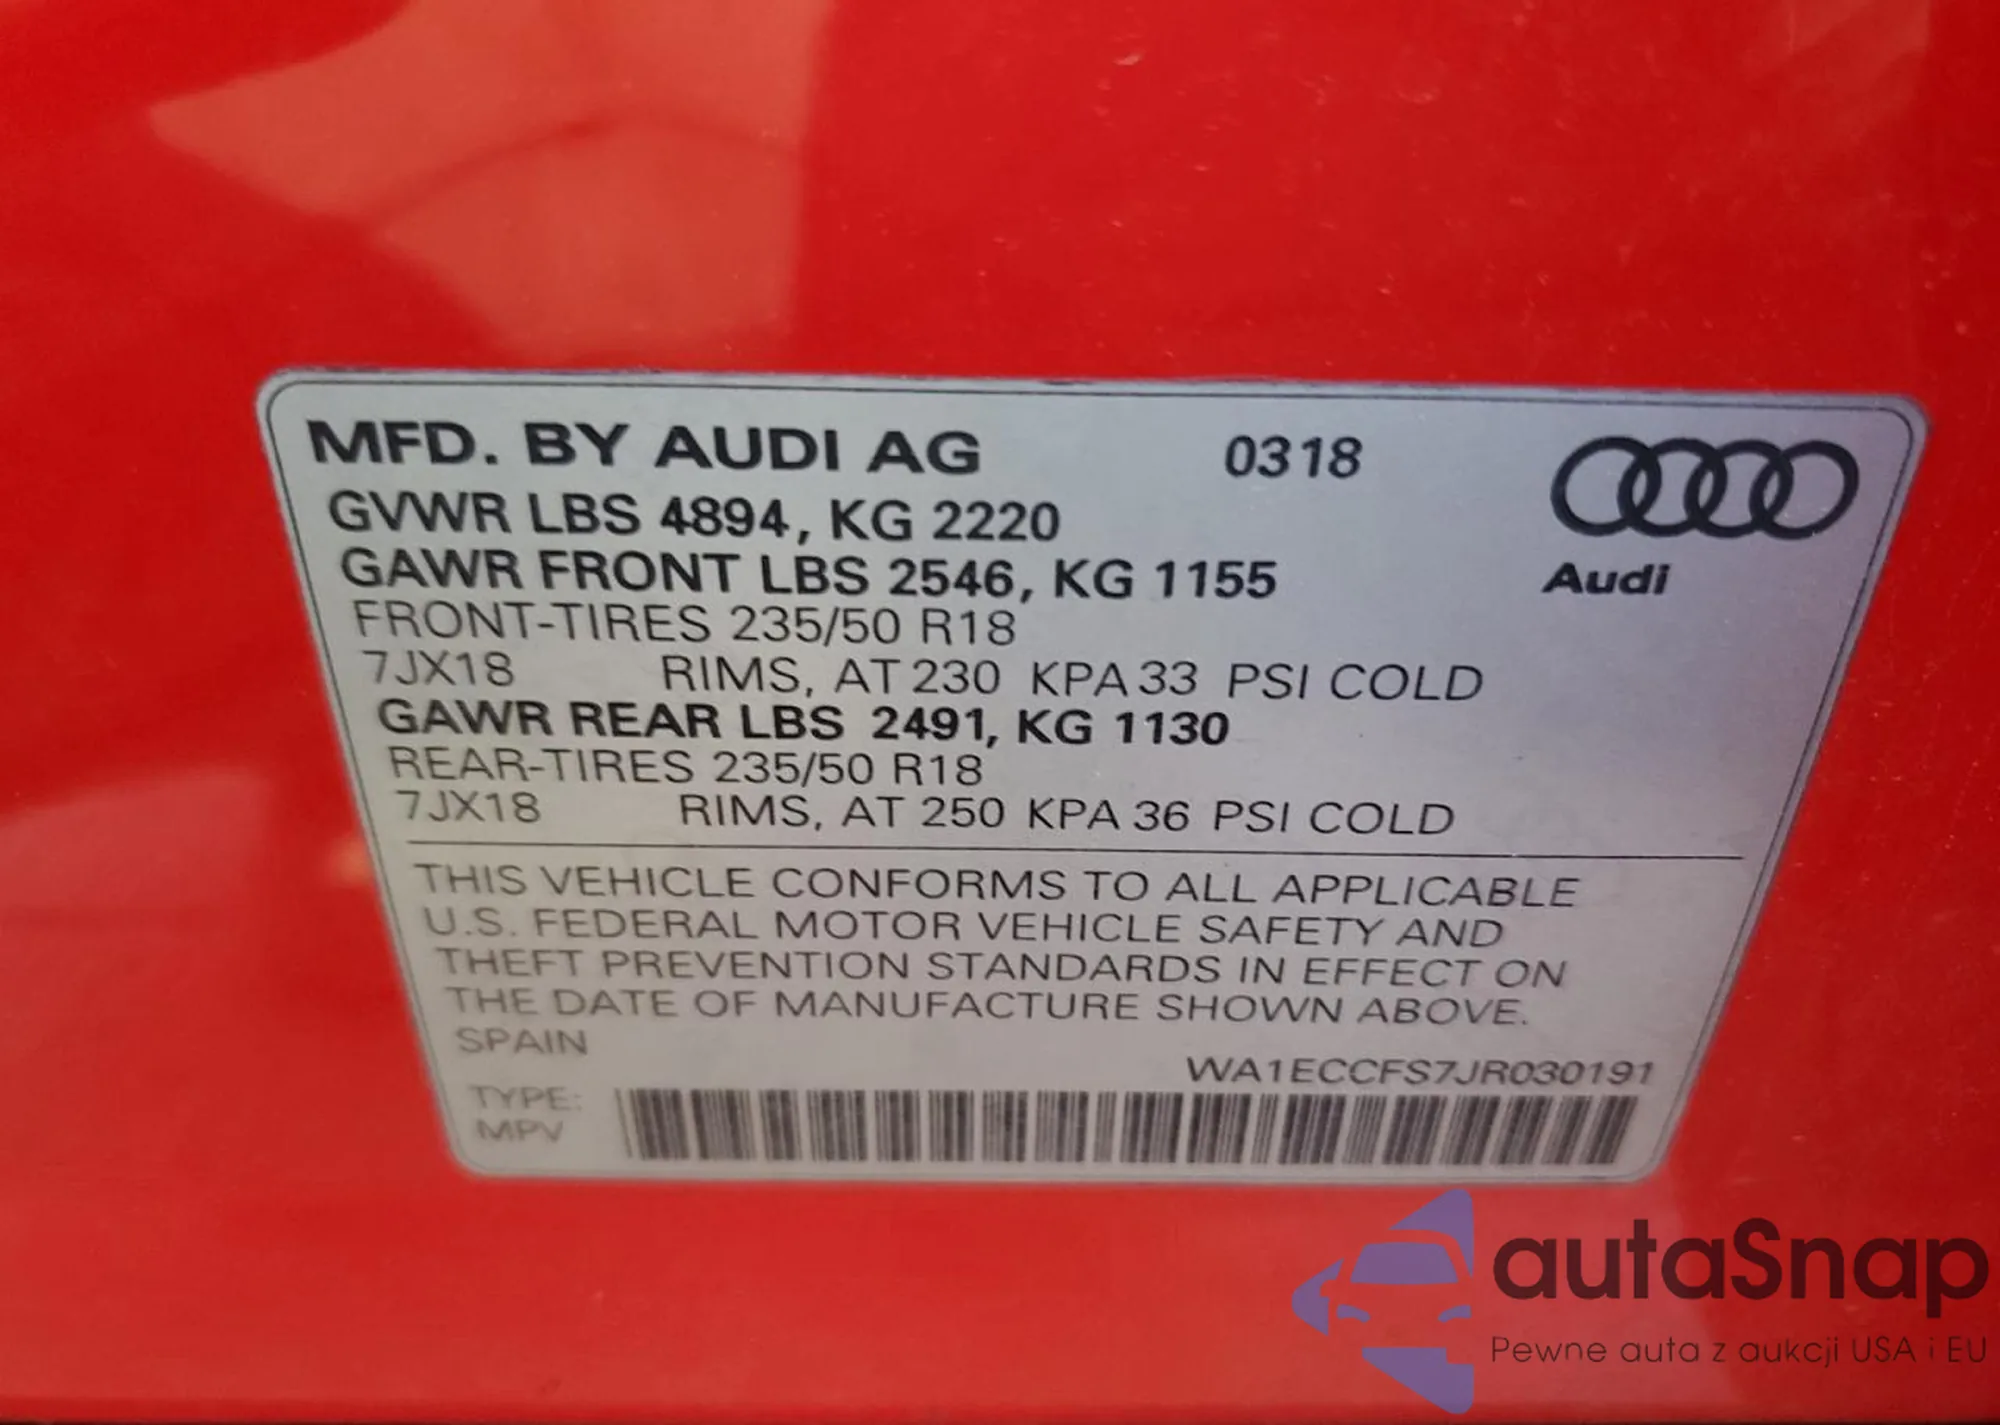 MFD. BY AUDI AG 0318
GVWR LBS 4894, KG 2220
GAWR FRONT LBS 2546, KG 1155
Audi
FRONT-TIRES 235/50 R18
7JX18 RIMS, AT 230 KPA 33 PSI COLD
GAWR REAR LBS 2491, KG 1130
REAR-TIRES 235/50 R18
7JX18 RIMS, AT 250 KPA 36 PSI COLD
THIS VEHICLE CONFORMS TO ALL APPLICABLE
U.S. FEDERAL MOTOR VEHICLE SAFETY AND
THEFT PREVENTION STANDARDS IN EFFECT ON
THE DATE OF MANUFACTURE SHOWN ABOVE.
SPAIN
WA1ECCFS7JR030191
TYPE:
MPV
autaSnap
Pewne auta z aukcji USA i EU